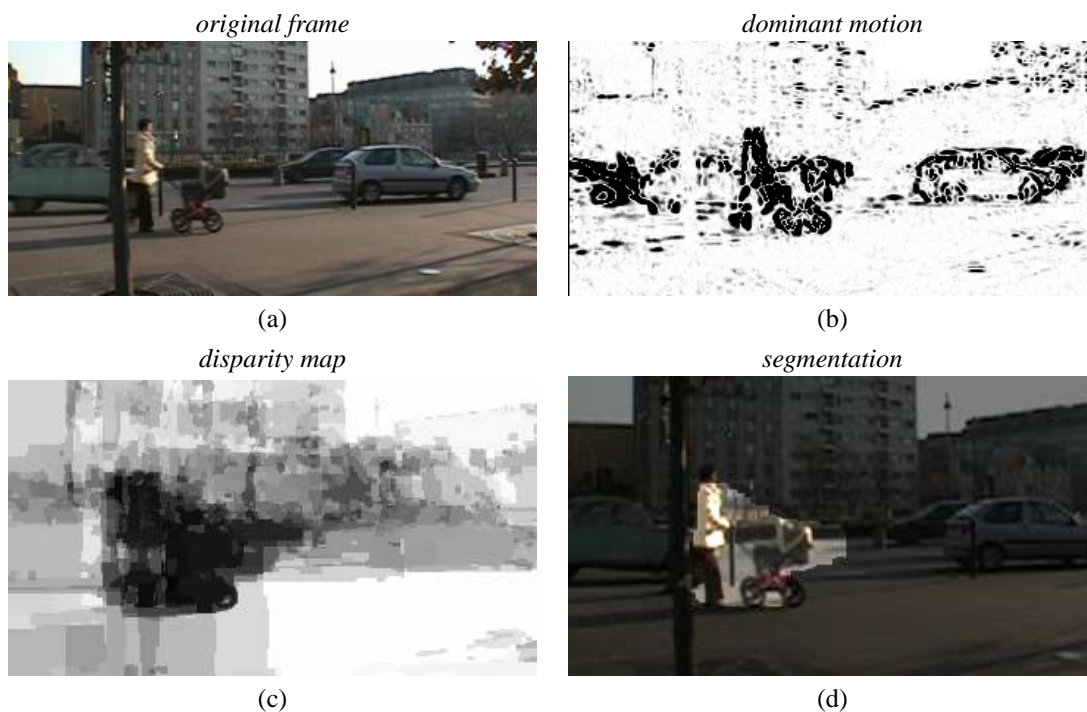 original frame
dominant motion
(a)
(b)
disparity map
segmentation
(c)
(d)